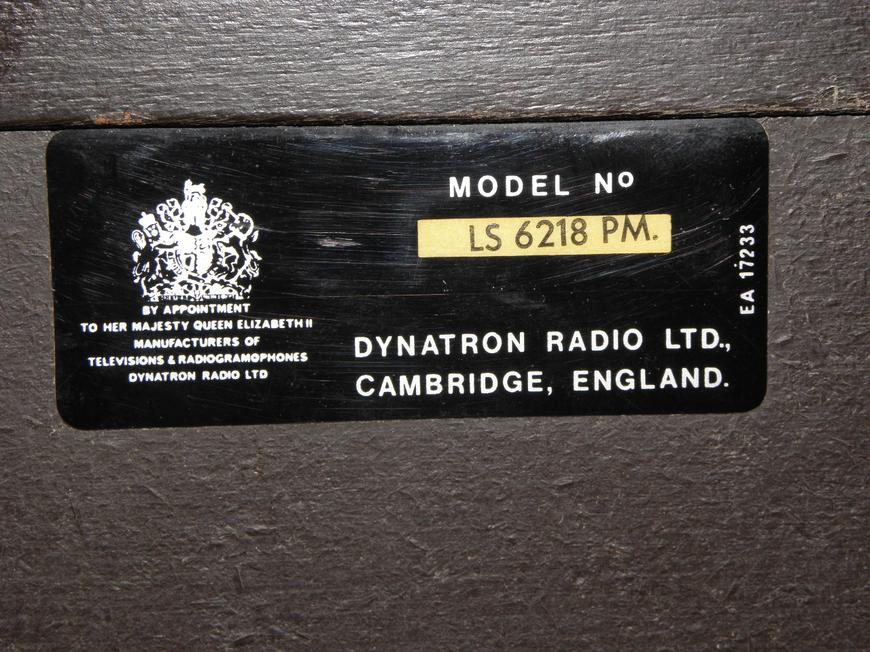 BY APPOINTMENT
TO HER MAJESTY QUEEN ELIZABETH II
MANUFACTURERS OF
TELEVISIONS & RADIOGRAMOPHONES
DYNATRON RADIO LTD
MODEL Nº
LS 6218 PM.
DYNATRON RADIO LTD.,
CAMBRIDGE, ENGLAND.
EA 17233